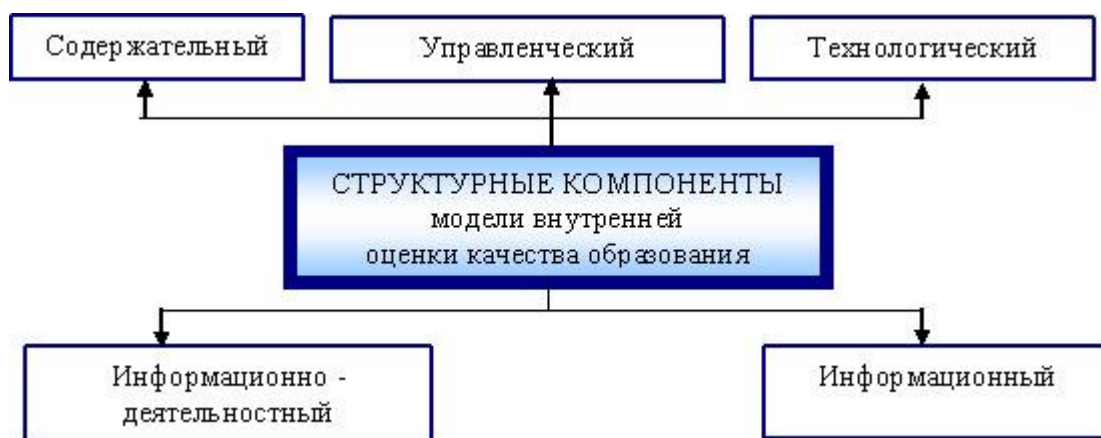 Содержательный
Управленческий
Технологический
СТРУКТУРНЫЕ КОМПОНЕНТЫ
модели внутренней
оценки качества образования
Информационно -
деятельностный
Информационный